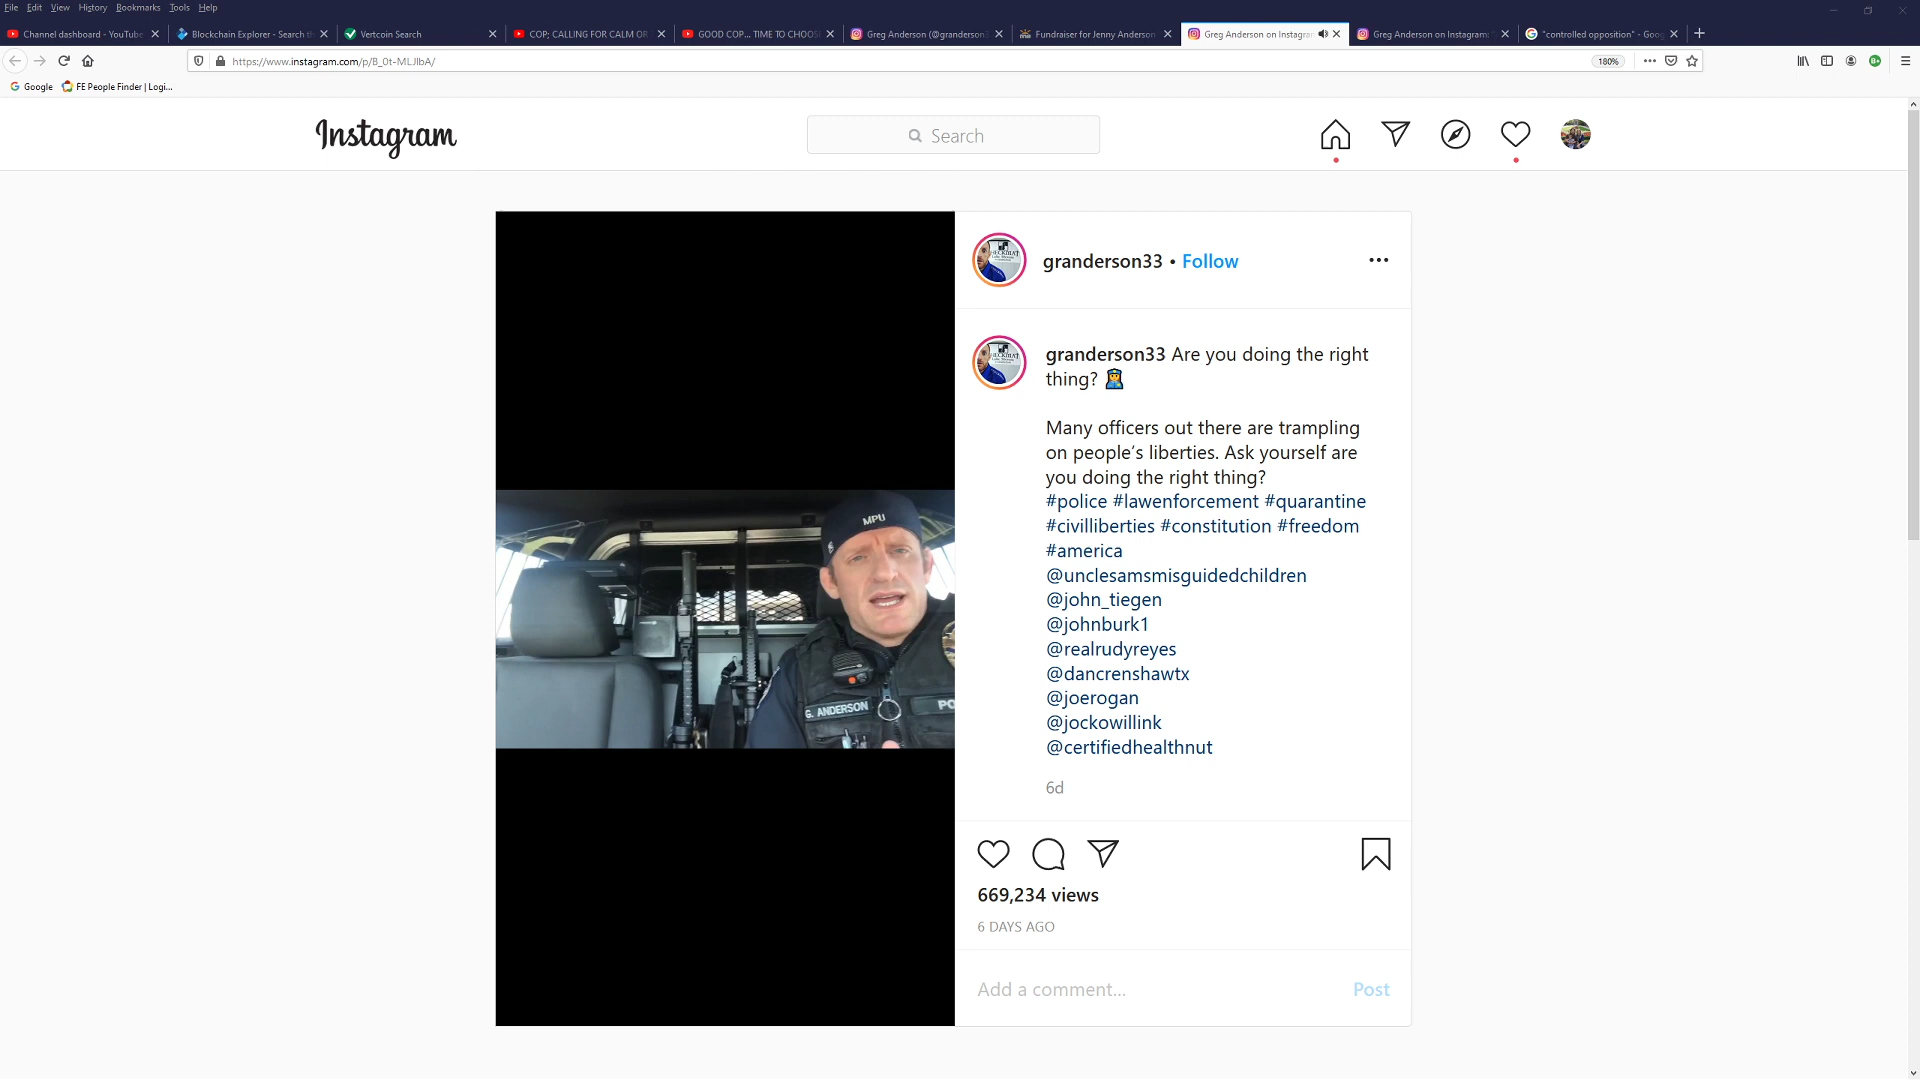 File Edit View History Bookmarks Tools Help
Channel dashboard - YouTube
Blockchain Explorer - Search th
Vertcoin Search
COP; CALLING FOR CALM OR
GOOD COP... TIME TO CHOOS
Greg Anderson (@granderson
Fundraiser for Jenny Anderson
Greg Anderson on Instagram
Greg Anderson on Instagram: "
"controlled opposition" - Goog
https://www.instagram.com/p/B_0t-MLJlbA/
180%
Google
FE People Finder | Logi...
Instagram
Search
granderson33 • Follow
granderson33 Are you doing the right
thing?
Many officers out there are trampling
on people's liberties. Ask yourself are
you doing the right thing?
#police #lawenforcement #quarantine
#civilliberties #constitution #freedom
#america
@unclesamsmisguidedchildren
@john_tiegen
@johnburk1
@realrudyreyes
@dancrenshawtx
@joerogan
@jockowillink
@certifiedhealthnut
6d
669,234 views
6 DAYS AGO
Add a comment...
Post
MPU
G. ANDERSON
PO